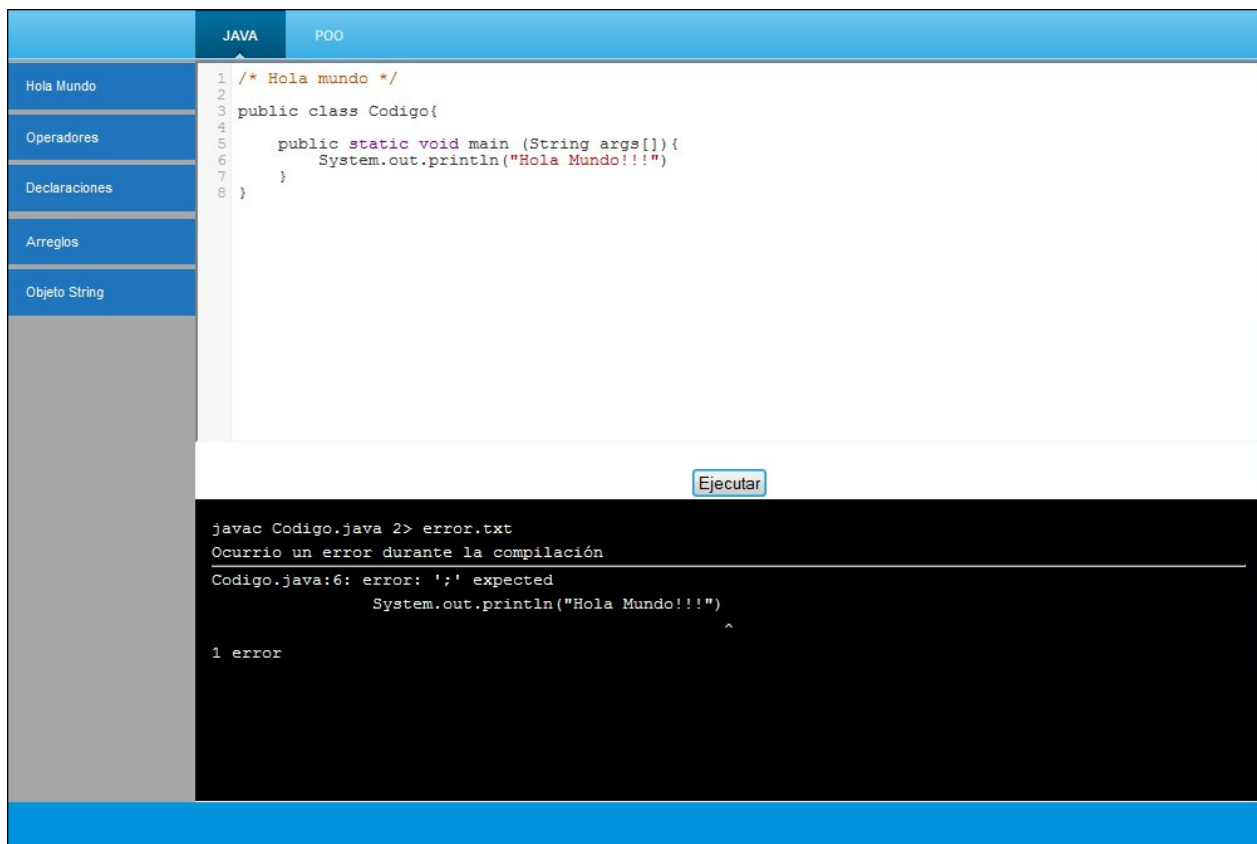 JAVA POO
Hola Mundo
Operadores
Declaraciones
Arreglos
Objeto String
1 /* Hola mundo */
2
3 public class Codigo{
4
5 public static void main (String args[]){
6 System.out.println("Hola Mundo!!!")
7 }
8 }
Ejecutar
javac Codigo.java 2> error.txt
Ocurrio un error durante la compilación
Codigo.java:6: error: ';' expected
System.out.println("Hola Mundo!!!")
^
1 error